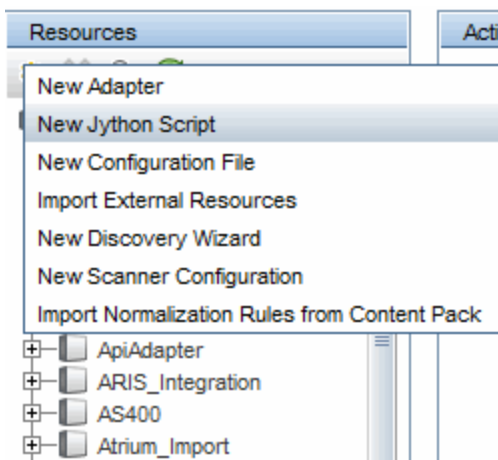 Resources
Acti
New Adapter
New Jython Script
New Configuration File
Import External Resources
New Discovery Wizard
New Scanner Configuration
Import Normalization Rules from Content Pack
ApiAdapter
ARIS_Integration
AS400
Atrium_Import